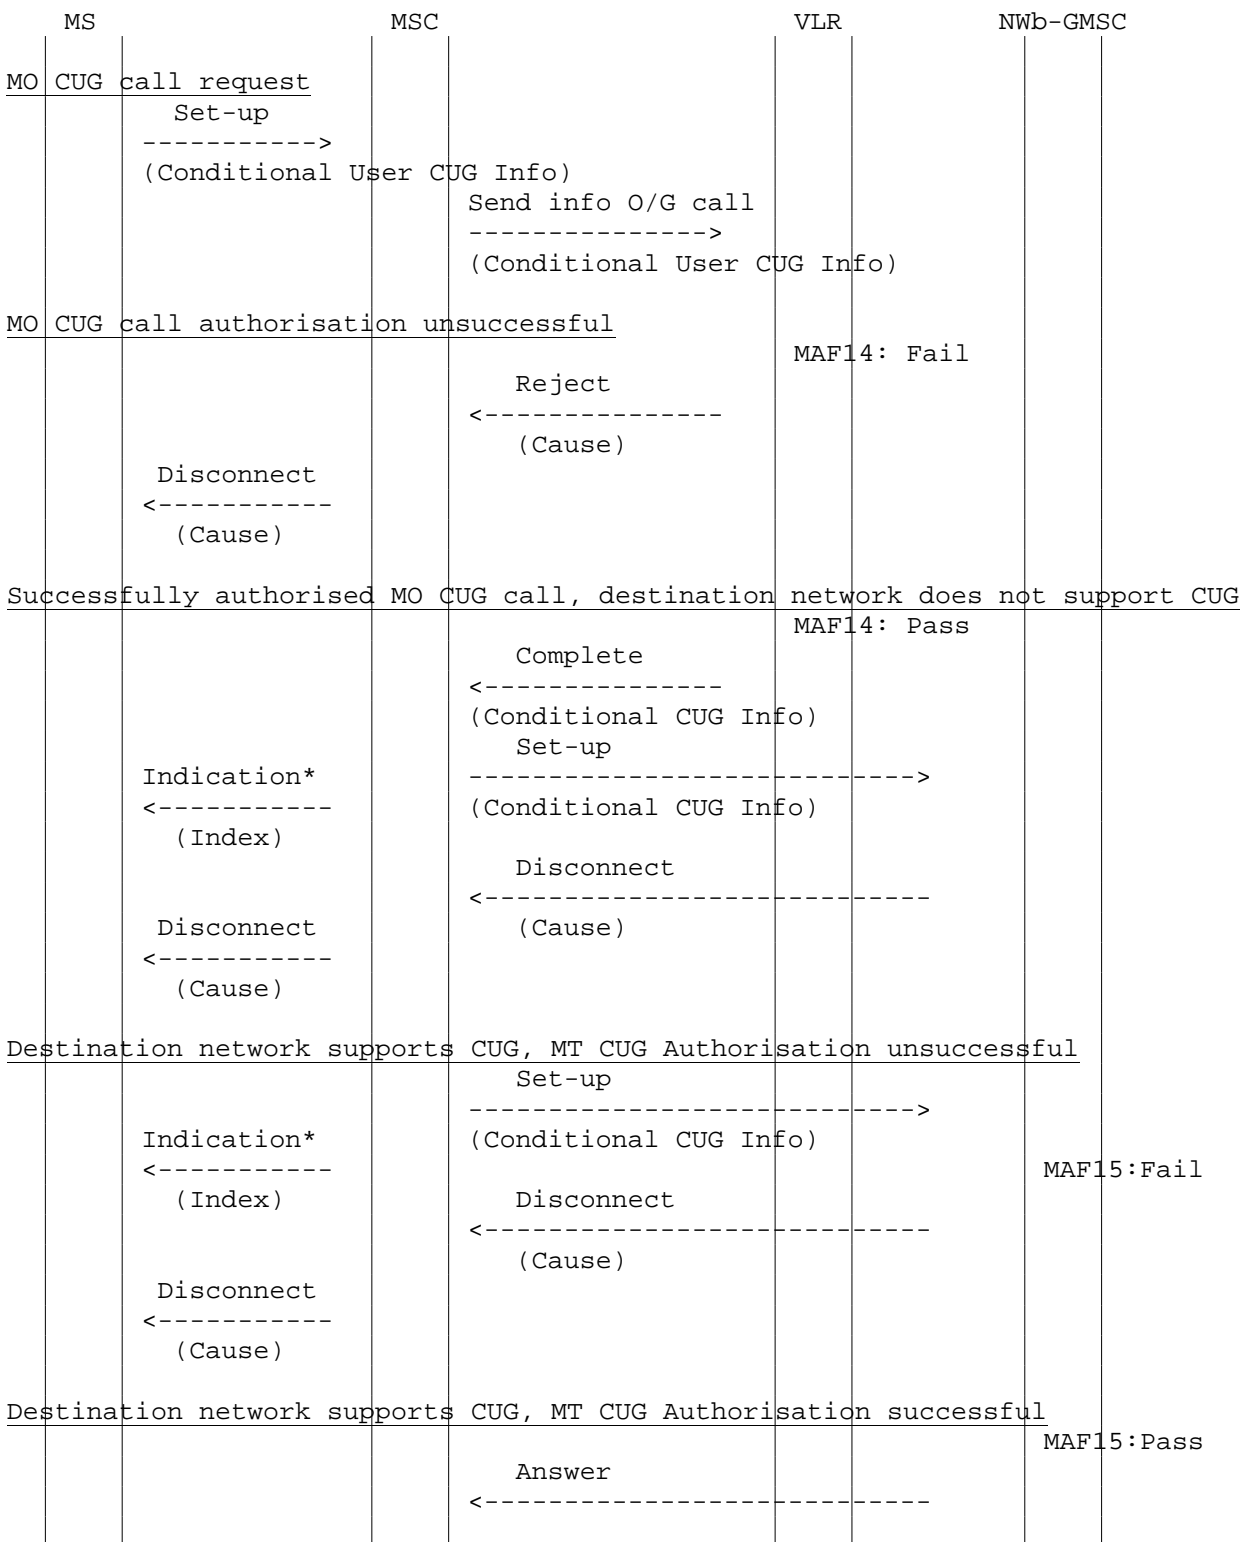 MS MSC VLR NWb-GMSC
MO CUG call request
Set-up
----------->
(Conditional User CUG Info)
Send info O/G call
--------------->
(Conditional User CUG Info)
MO CUG call authorisation unsuccessful
MAF14: Fail
Reject
<---------------
(Cause)
Disconnect
<-----------
(Cause)
Successfully authorised MO CUG call, destination network does not support CUG
MAF14: Pass
Complete
<---------------
(Conditional CUG Info)
Set-up
Indication* ---------------------------->
<----------- (Conditional CUG Info)
(Index)
Disconnect
<----------------------------
Disconnect (Cause)
<-----------
(Cause)
Destination network supports CUG, MT CUG Authorisation unsuccessful
Set-up
---------------------------->
Indication* (Conditional CUG Info)
<----------- MAF15:Fail
(Index) Disconnect
<----------------------------
(Cause)
Disconnect
<-----------
(Cause)
Destination network supports CUG, MT CUG Authorisation successful
MAF15:Pass
Answer
<----------------------------